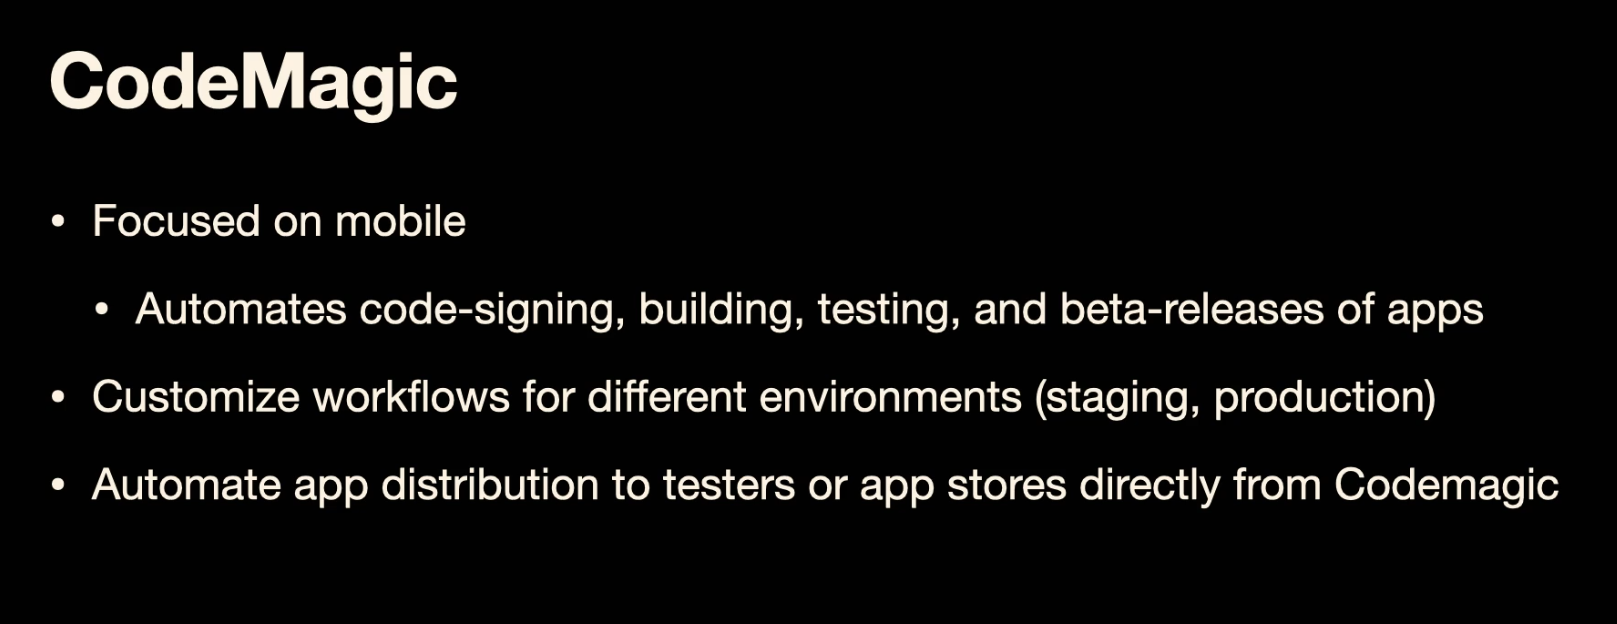 CodeMagic
• Focused on mobile
• Automates code-signing, building, testing, and beta-releases of apps
• Customize workflows for different environments (staging, production)
• Automate app distribution to testers or app stores directly from Codemagic